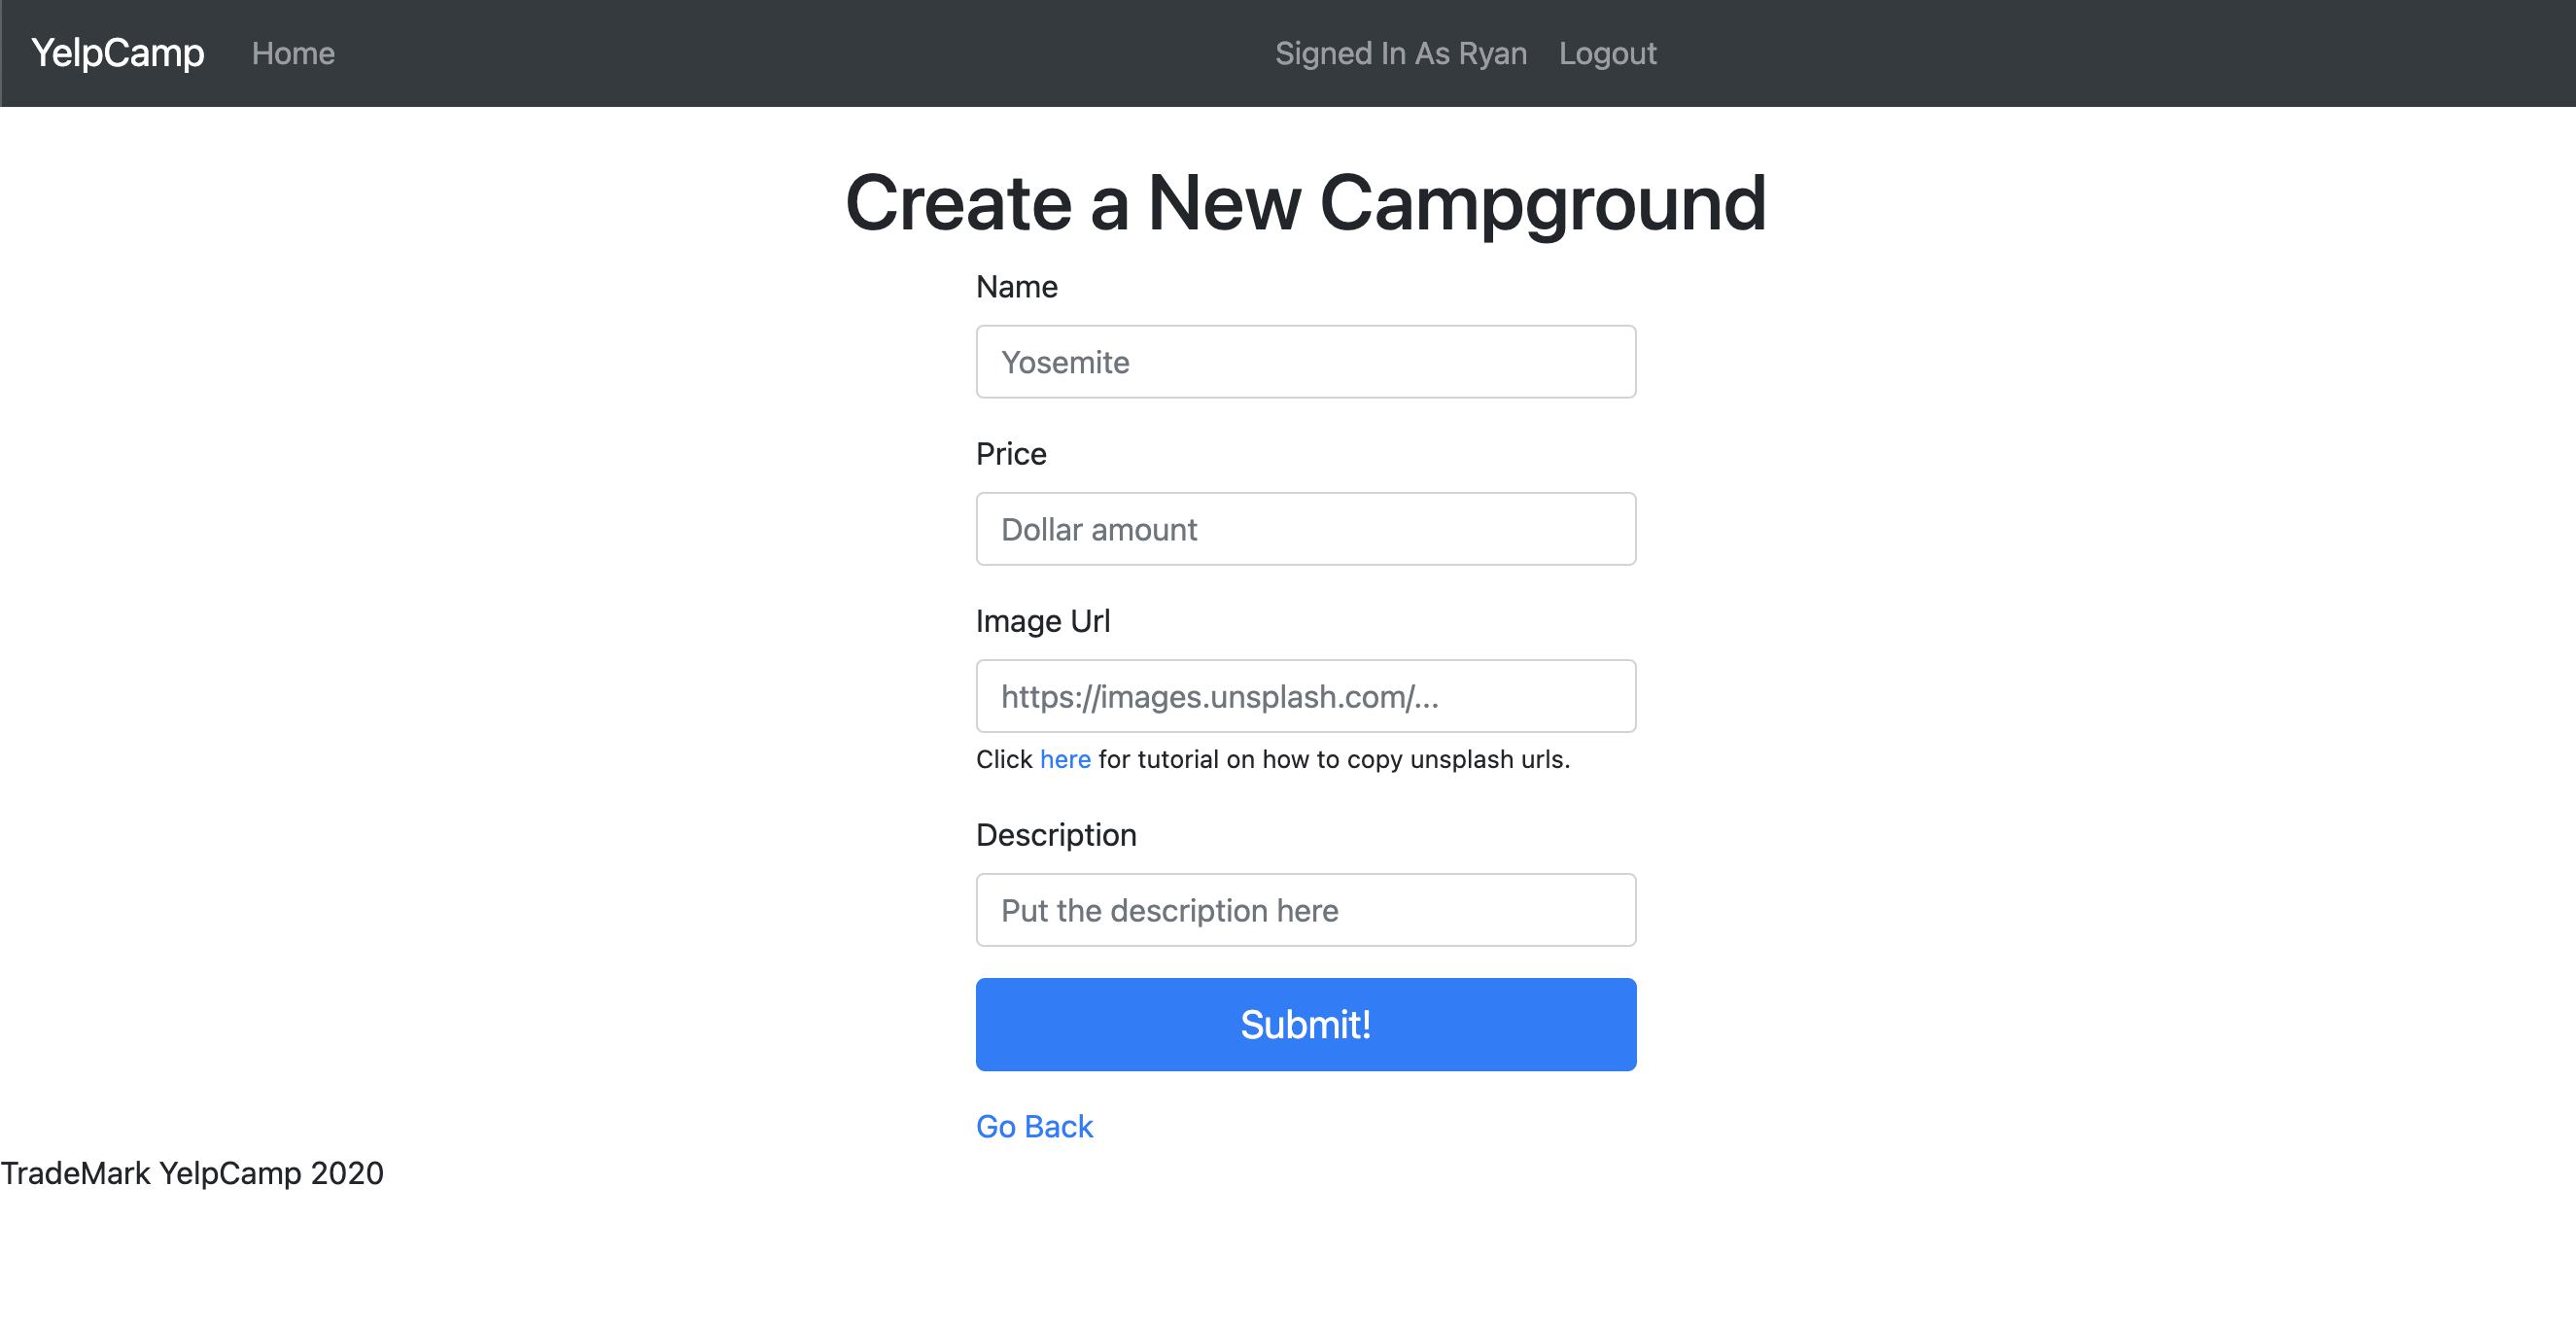 YelpCamp Home Signed In As Ryan Logout
Create a New Campground
Name
Yosemite
Price
Dollar amount
Image Url
https://images.unsplash.com/...
Click here for tutorial on how to copy unsplash urls.
Description
Put the description here
Submit!
Go Back
TradeMark YelpCamp 2020